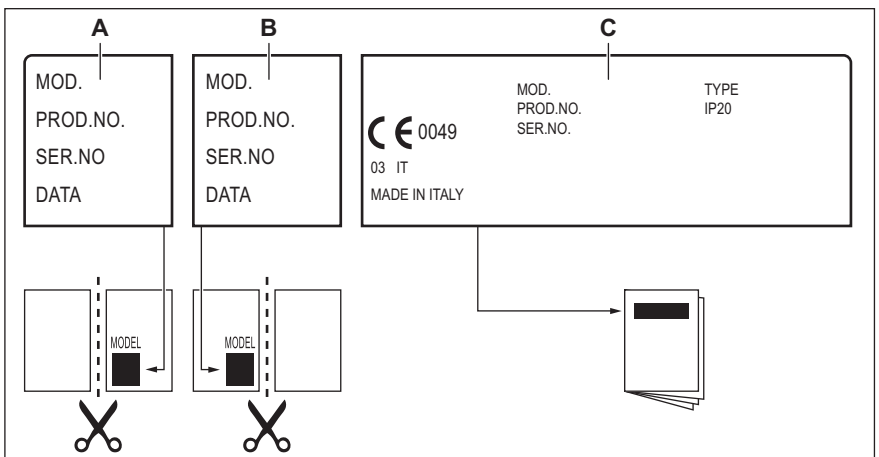 A
B
C
MOD.
PROD.NO.
SER.NO
DATA
MOD.
PROD.NO.
SER.NO
DATA
MOD.
PROD.NO.
SER.NO.
TYPE
IP20
CE 0049
03 IT
MADE IN ITALY
MODEL
MODEL